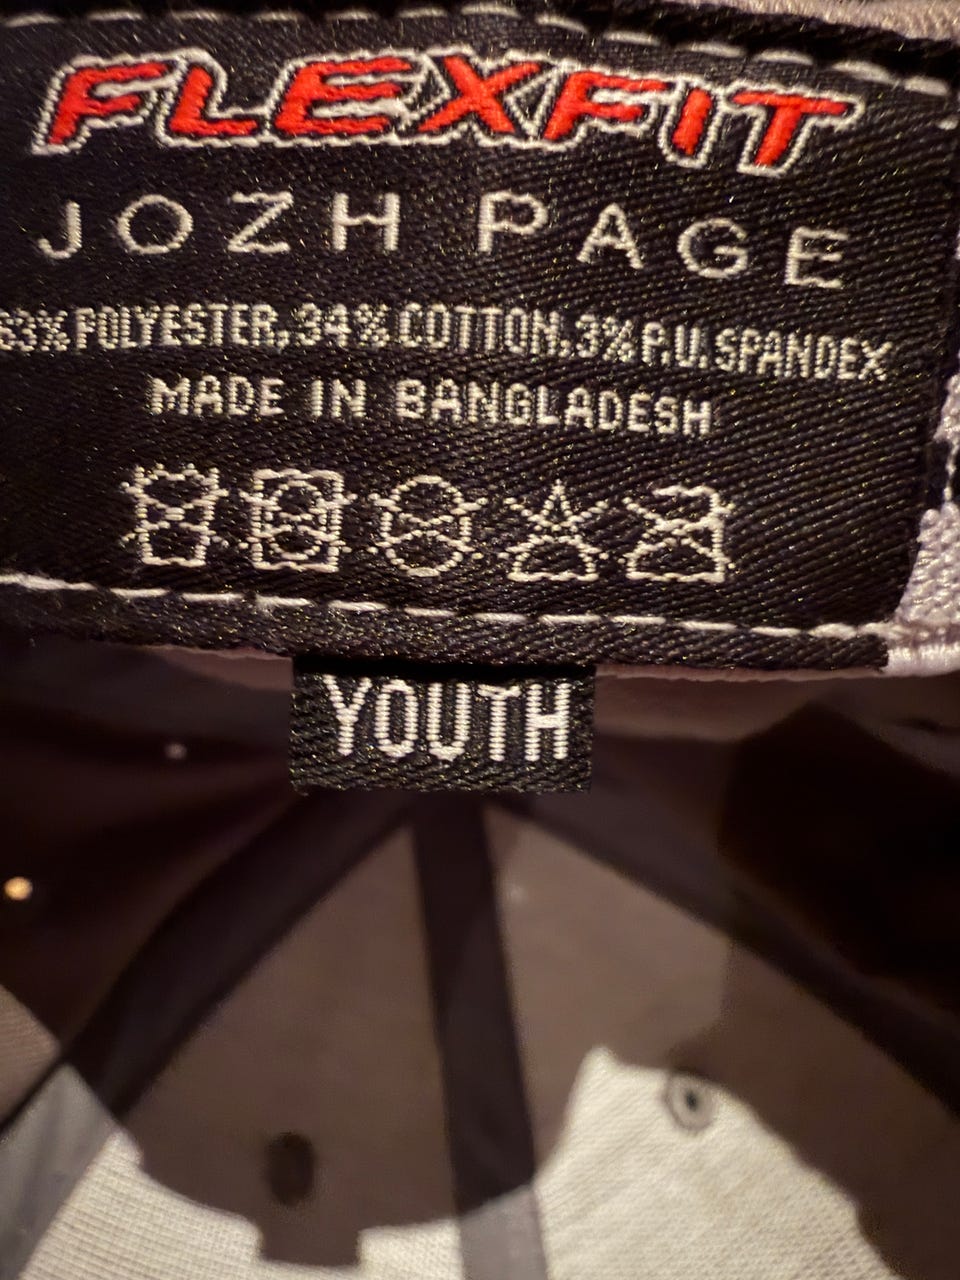 FLEXFIT
JOZH PAGE
63% POLYESTER, 34% COTTON, 3% P.U. SPANDEX
MADE IN BANGLADESH
YOUTH